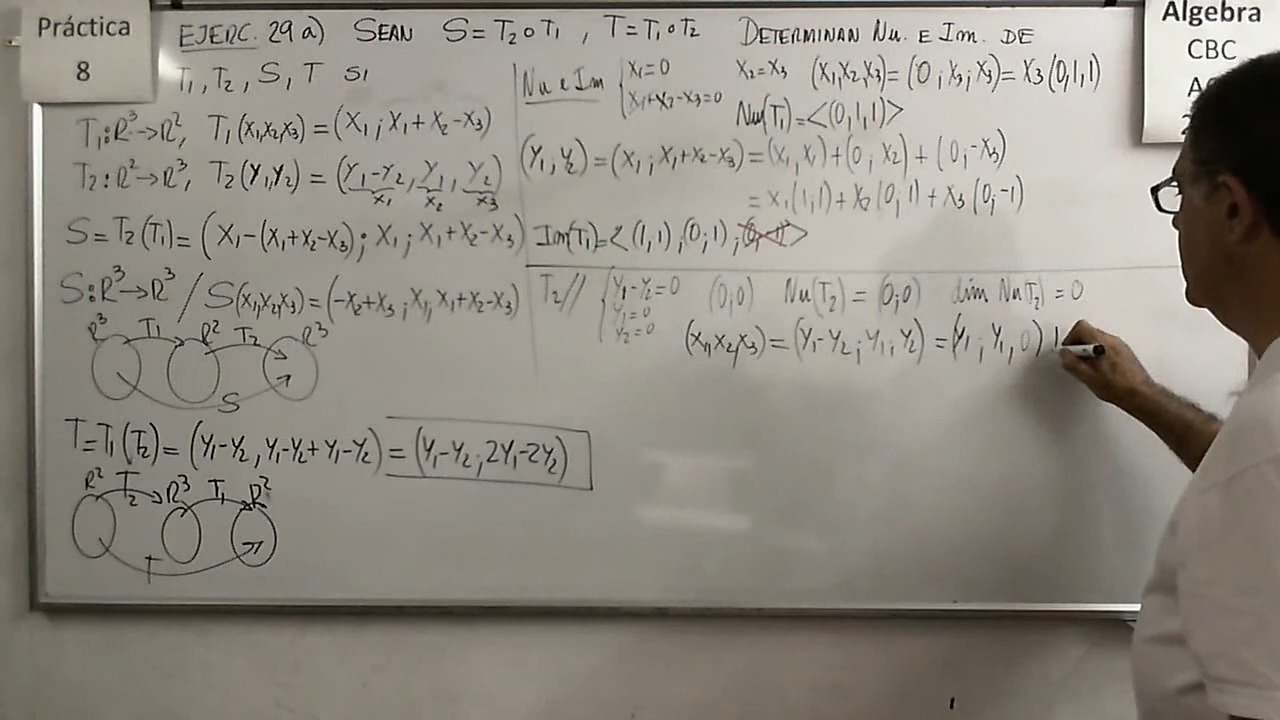 Práctica
8
Algebra
CBC
EJERC. 29 a) SEAN S=T₂∘T₁ , T=T₁∘T₂ DETERMINAN Nu. E Im. DE
T₁, T₂, S, T SI
T₁:R³→R², T₁(X₁,X₂,X₃)=(X₁;X₁+X₂-X₃)
T₂:R²→R³, T₂(Y₁,Y₂)=(Y₁-Y₂,Y₁,Y₂)
X₁ X₂ X₃
S=T₂(T₁)=(X₁-(X₁+X₂-X₃);X₁;X₁+X₂-X₃)
S:R³→R³ / S(X₁,X₂,X₃)=(-X₂+X₃;X₁,X₁+X₂-X₃)
R³ T₁ R² T₂ R³
S
T=T₁(T₂)=(Y₁-Y₂,Y₁-Y₂+Y₁-Y₂)=(Y₁-Y₂;2Y₁-2Y₂)
R² T₂ R³ T₁ R²
T
Nu e Im { X₁=0
X₁+X₂-X₃=0
X₂=X₃ (X₁,X₂,X₃)=(0;X₃;X₃)=X₃(0,1,1)
Nu(T₁)=<(0,1,1)>
(Y₁,Y₂)=(X₁;X₁+X₂-X₃)=(X₁,X₁)+(0;X₂)+(0,-X₃)
=X₁(1,1)+X₂(0;1)+X₃(0;-1)
Im(T₁)=<(1,1),(0;1);
T₂// { Y₁-Y₂=0
Y₁=0
Y₂=0
(0;0) Nu(T₂)=(0;0) dim Nu(T₂)=0
(X₁,X₂,X₃)=(Y₁-Y₂;Y₁;Y₂)=(Y₁;Y₁,0)